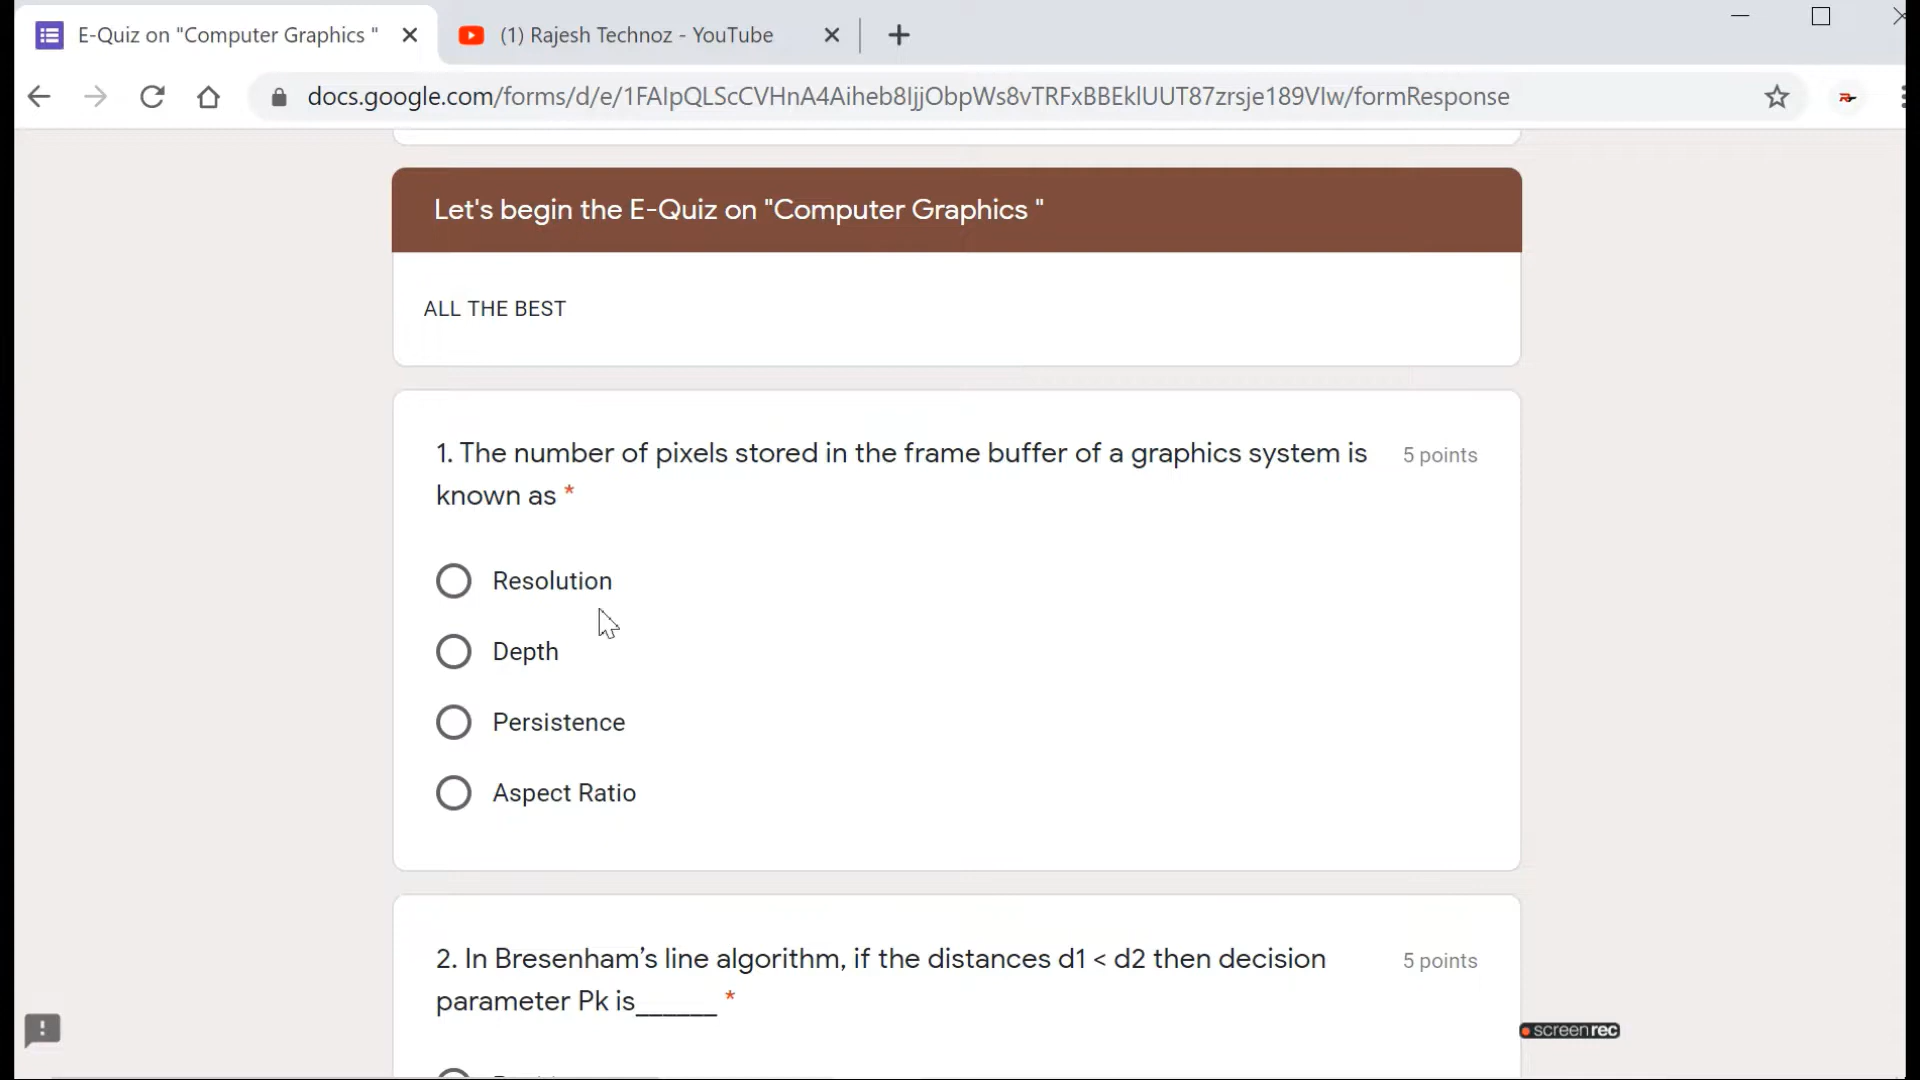 E-Quiz on "Computer Graphics "
(1) Rajesh Technoz - YouTube
docs.google.com/forms/d/e/1FAIpQLScCVHnA4Aiheb8IjjObpWs8vTRFxBBEklUUT87zrsje189VIw/formResponse
Let's begin the E-Quiz on "Computer Graphics "
ALL THE BEST
1. The number of pixels stored in the frame buffer of a graphics system is
known as *
5 points
Resolution
Depth
Persistence
Aspect Ratio
2. In Bresenham’s line algorithm, if the distances d1 < d2 then decision
parameter Pk is______ *
5 points
screenrec